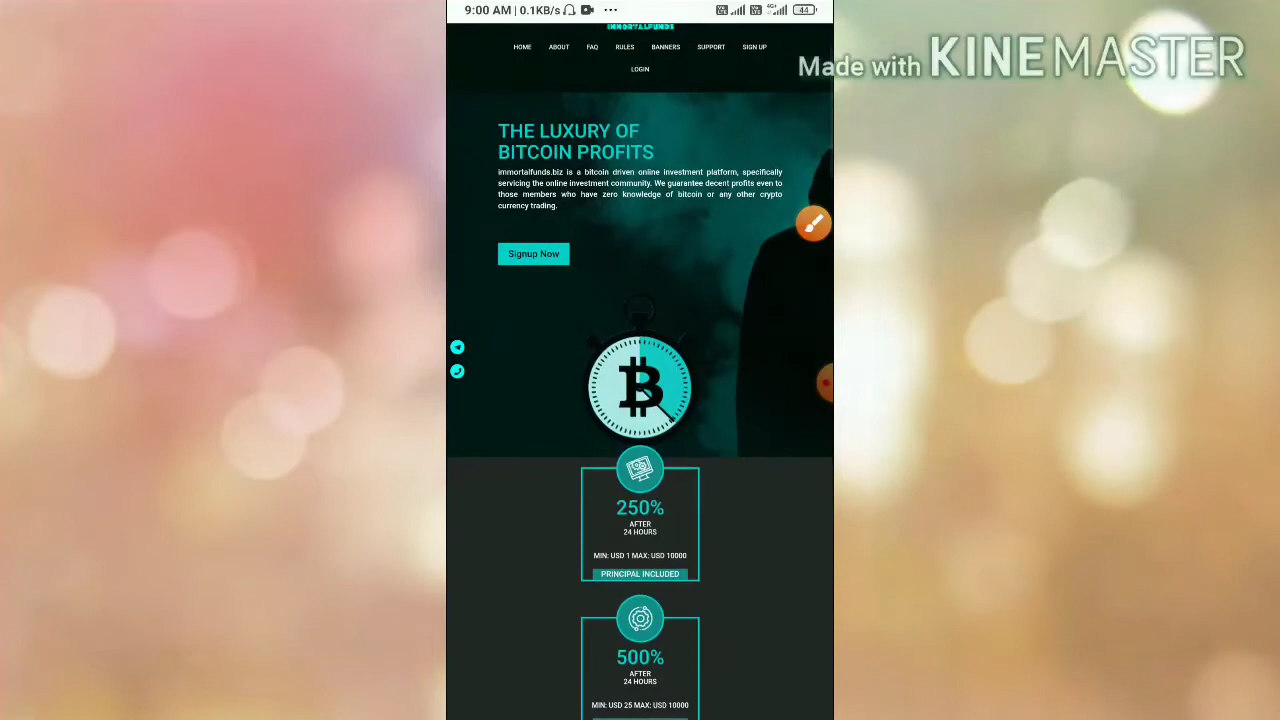 9:00 AM | 0.1KB/s
44
Made with KINEMASTER
IMMORTALFUNDS
HOME ABOUT FAQ RULES BANNERS SUPPORT SIGN UP
LOGIN
THE LUXURY OF
BITCOIN PROFITS
immortalfunds.biz is a bitcoin driven online investment platform, specifically
servicing the online investment community. We guarantee decent profits even to
those members who have zero knowledge of bitcoin or any other crypto
currency trading.
Signup Now
250%
AFTER
24 HOURS
MIN: USD 1 MAX: USD 10000
PRINCIPAL INCLUDED
500%
AFTER
24 HOURS
MIN: USD 25 MAX: USD 10000